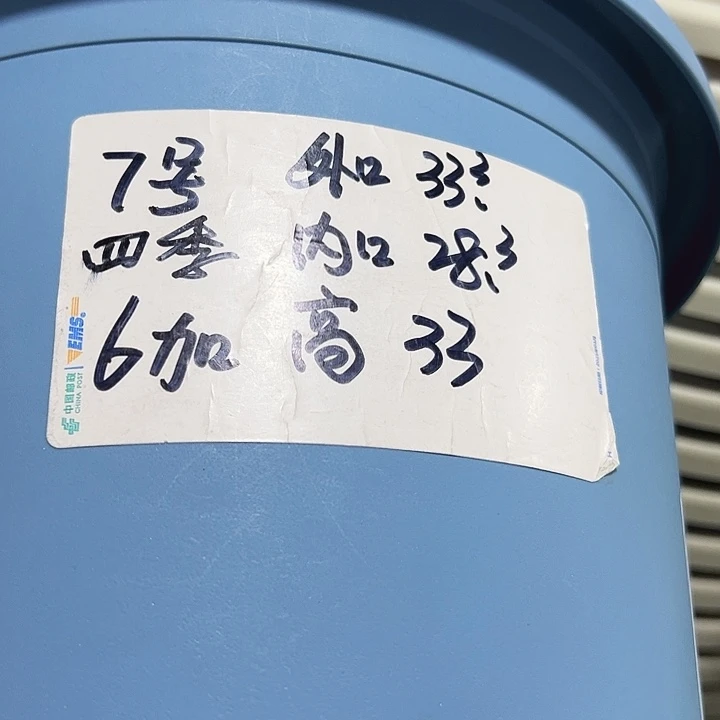 7号 外口 33.3
四季 内口 28.3
6加 高 33
EMS
中国邮政
CHINA POST